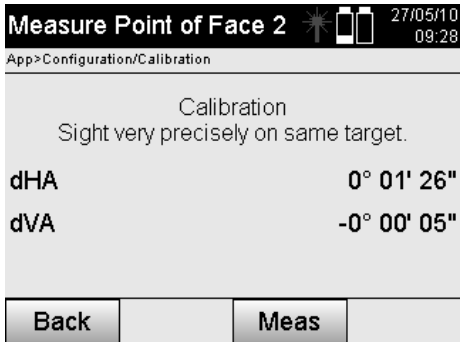 Measure Point of Face 2
27/05/10
09:28
App>Configuration/Calibration
Calibration
Sight very precisely on same target.
dHA 0° 01' 26"
dVA -0° 00' 05"
Back Meas